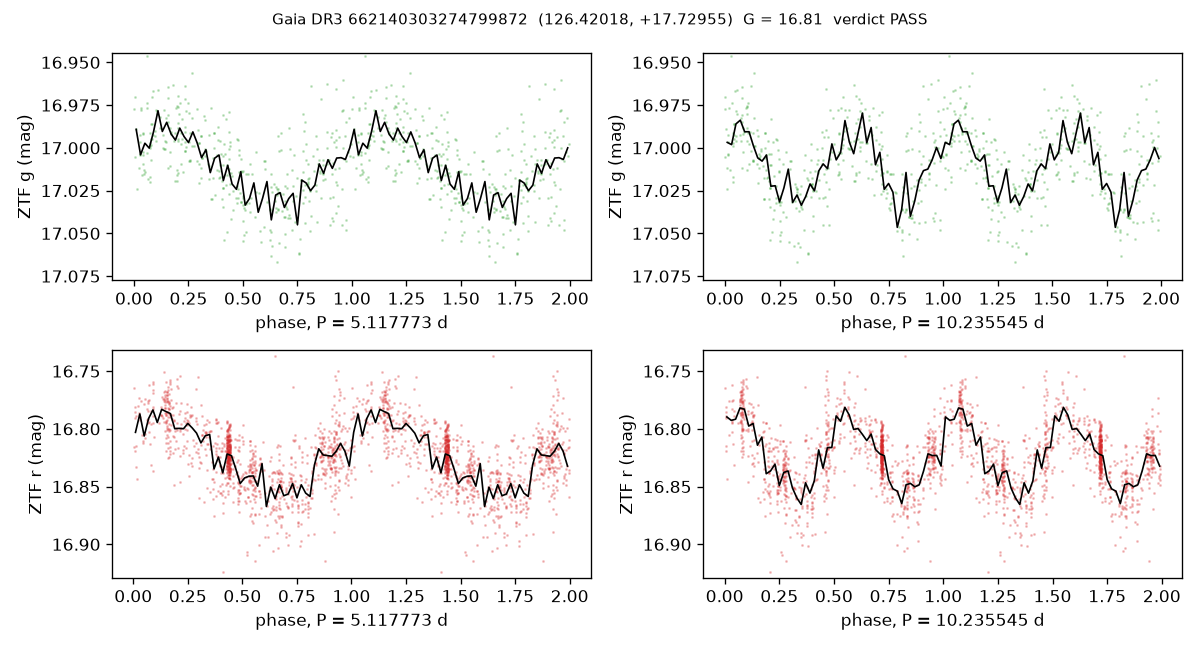 Gaia DR3 662140303274799872  (126.42018, +17.72955)  G = 16.81  verdict PASS
ZTF g (mag)
16.950
16.975
17.000
17.025
17.050
17.075
0.00 0.25 0.50 0.75 1.00 1.25 1.50 1.75 2.00
phase, P = 5.117773 d
ZTF g (mag)
16.950
16.975
17.000
17.025
17.050
17.075
0.00 0.25 0.50 0.75 1.00 1.25 1.50 1.75 2.00
phase, P = 10.235545 d
ZTF r (mag)
16.75
16.80
16.85
16.90
0.00 0.25 0.50 0.75 1.00 1.25 1.50 1.75 2.00
phase, P = 5.117773 d
ZTF r (mag)
16.75
16.80
16.85
16.90
0.00 0.25 0.50 0.75 1.00 1.25 1.50 1.75 2.00
phase, P = 10.235545 d